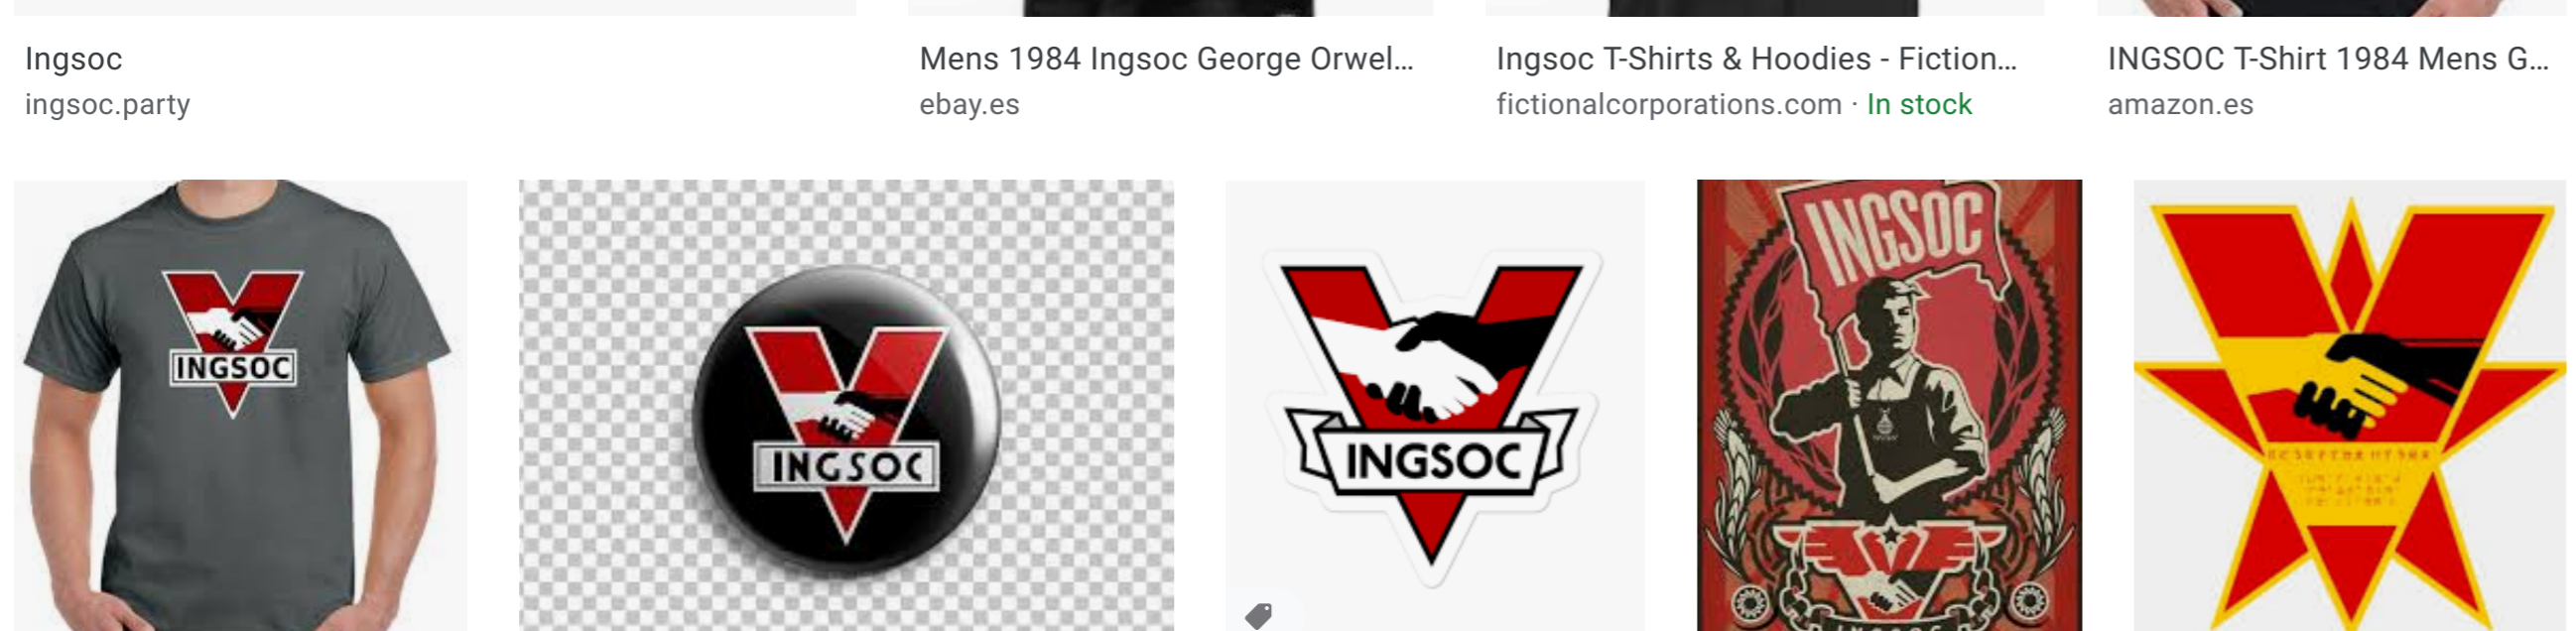 Ingsoc
ingsoc.party
Mens 1984 Ingsoc George Orwel...
ebay.es
Ingsoc T-Shirts & Hoodies - Fiction...
fictionalcorporations.com · In stock
INGSOC T-Shirt 1984 Mens G...
amazon.es
INGSOC
INGSOC
INGSOC
INGSOC
INGSOC